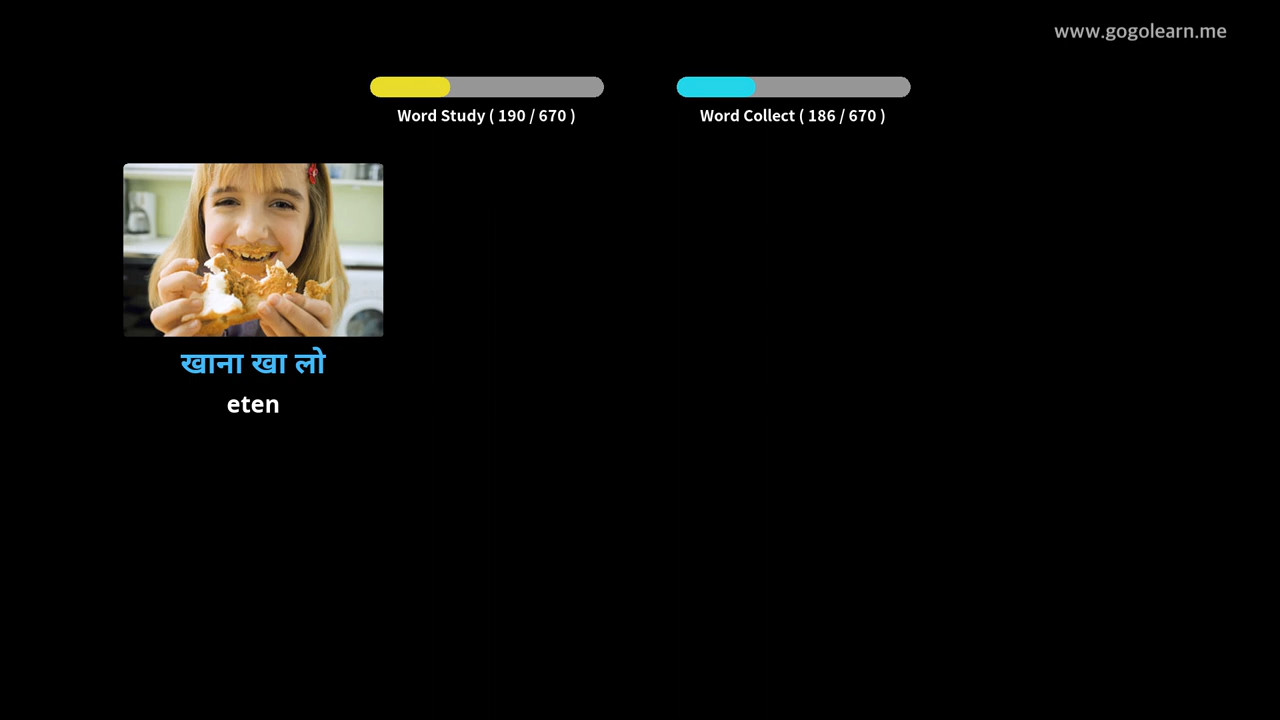 www.gogolearn.me
Word Study ( 190 / 670 )
Word Collect ( 186 / 670 )
खाना खा लो
eten